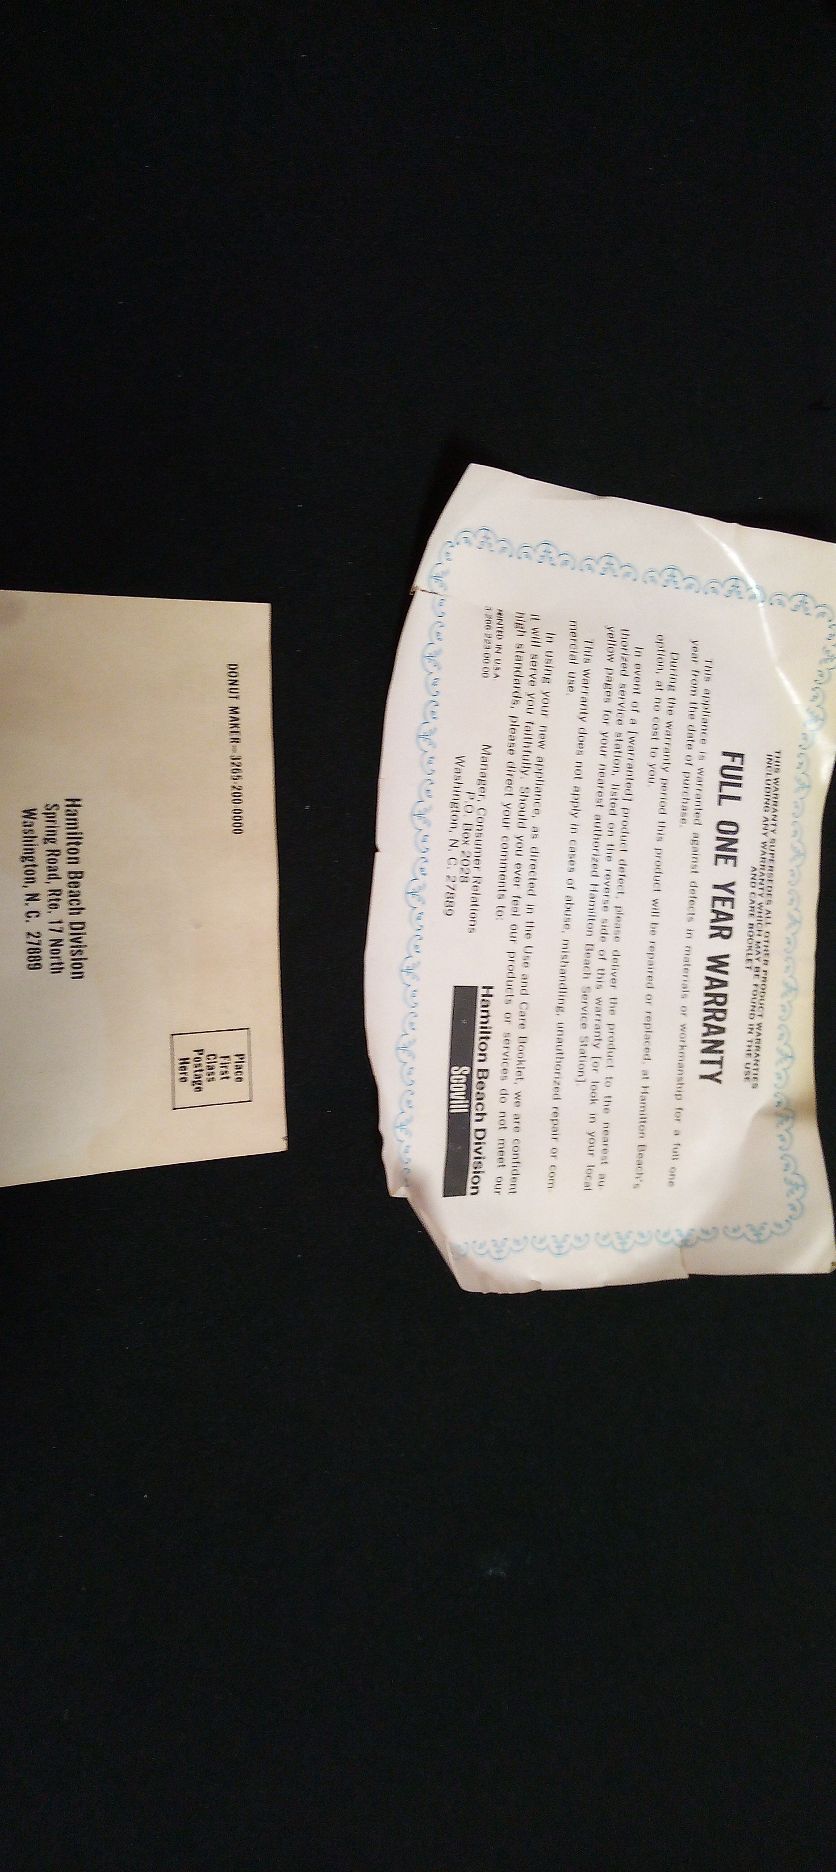 THIS WARRANTY SUPERSEDES ALL OTHER PRODUCT WARRANTIES
INCLUDING ANY WARRANTY WHICH MAY BE FOUND IN THE USE
AND CARE BOOKLET
FULL ONE YEAR WARRANTY
This appliance is warranted against defects in materials or workmanship for a full one
year from the date of purchase.
During the warranty period this product will be repaired or replaced, at Hamilton Beach's
option, at no cost to you.
In event of a [warranted] product defect, please deliver the product to the nearest au-
thorized service station, listed on the reverse side of this warranty [or look in your local
yellow pages for your nearest authorized Hamilton Beach Service Station].
This warranty does not apply in cases of abuse, mishandling, unauthorized repair or com-
mercial use.
In using your new appliance, as directed in the Use and Care Booklet, we are confident
it will serve you faithfully. Should you ever feel our products or services do not meet our
high standards, please direct your comments to:
Manager, Consumer Relations
P.O. Box 2028
Washington, N. C. 27889
PRINTED IN U.S.A.
Hamilton Beach Division
Scovill
DONUT MAKER— 3265-200-0000
Place
First
Class
Postage
Here
Hamilton Beach Division
Spring Road, Rte. 17 North
Washington, N. C. 27889